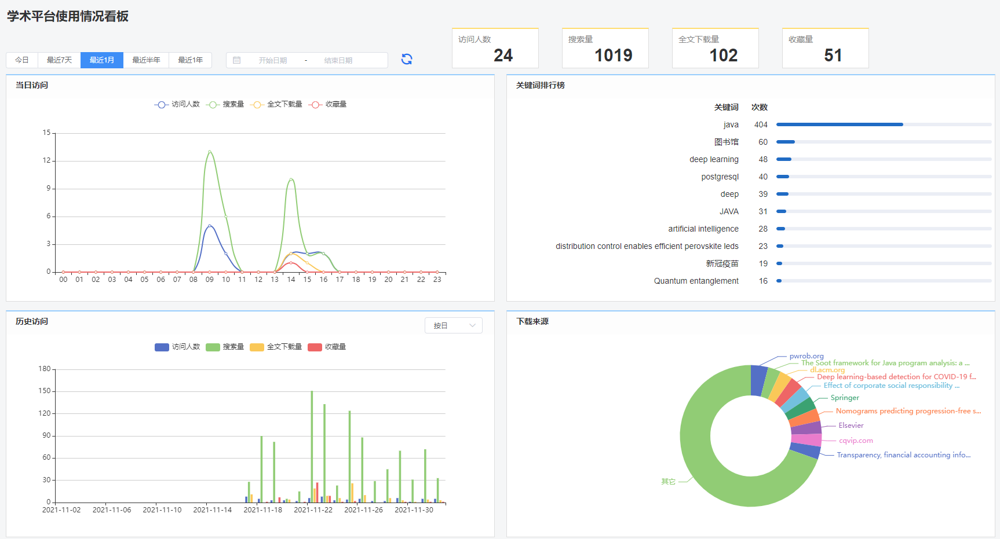 学术平台使用情况看板
访问人数
24
搜索量
1019
全文下载量
102
收藏量
51
今日 最近7天 最近1月 最近半年 最近1年
开始日期 - 结束日期
当日访问
访问人数 搜索量 全文下载量 收藏量
15
12
9
6
3
0
00 01 02 03 04 05 06 07 08 09 10 11 12 13 14 15 16 17 18 19 20 21 22 23
关键词排行榜
关键词 次数
java 404
图书馆 60
deep learning 48
postgresql 40
deep 39
JAVA 31
artificial intelligence 28
distribution control enables efficient perovskite leds 23
新冠疫苗 19
Quantum entanglement 16
历史访问
按日
访问人数 搜索量 全文下载量 收藏量
180
150
120
90
60
30
0
2021-11-02 2021-11-06 2021-11-10 2021-11-14 2021-11-18 2021-11-22 2021-11-26 2021-11-30
下载来源
pwrob.org
The Soot framework for Java program analysis: a ...
dl.acm.org
Deep learning-based detection for COVID-19 f...
Effect of corporate social responsibility ...
Springer
Nomograms predicting progression-free s...
Elsevier
cqvip.com
Transparency, financial accounting info...
其它